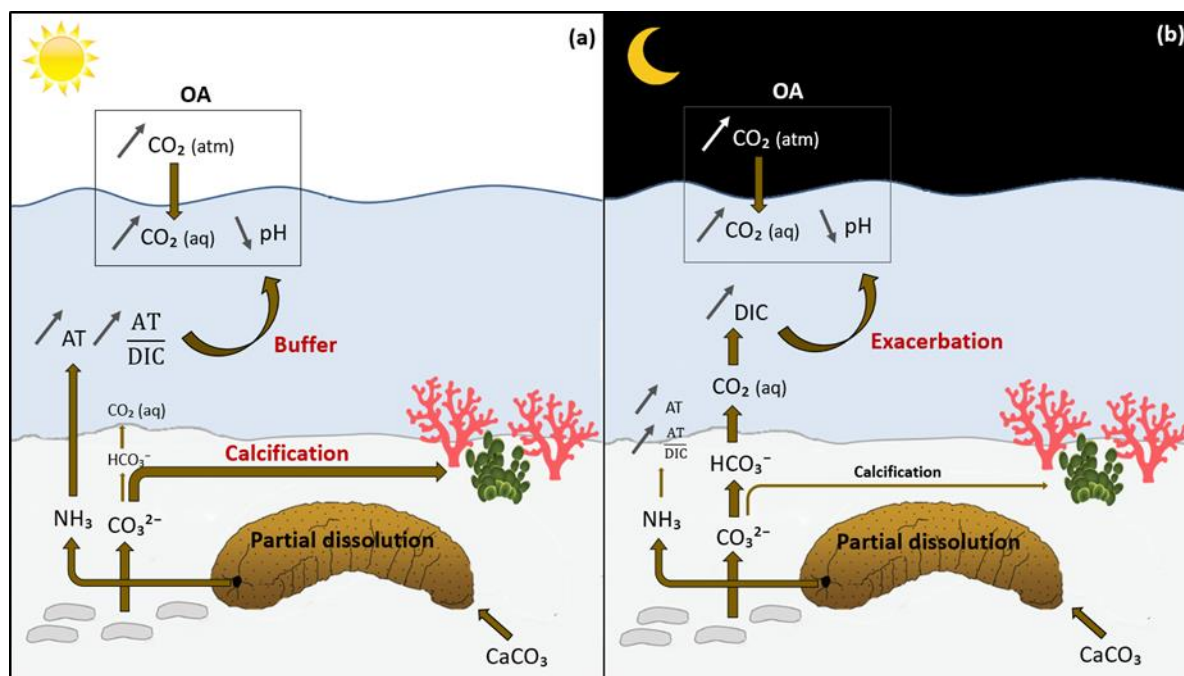 (a)
OA
CO₂ (atm)
CO₂ (aq)
pH
AT
AT
DIC
Buffer
CO₂ (aq)
HCO₃⁻
Calcification
NH₃
CO₃²⁻
Partial dissolution
CaCO₃
(b)
OA
CO₂ (atm)
CO₂ (aq)
pH
DIC
Exacerbation
CO₂ (aq)
AT
AT
DIC
HCO₃⁻
Calcification
NH₃
CO₃²⁻
Partial dissolution
CaCO₃